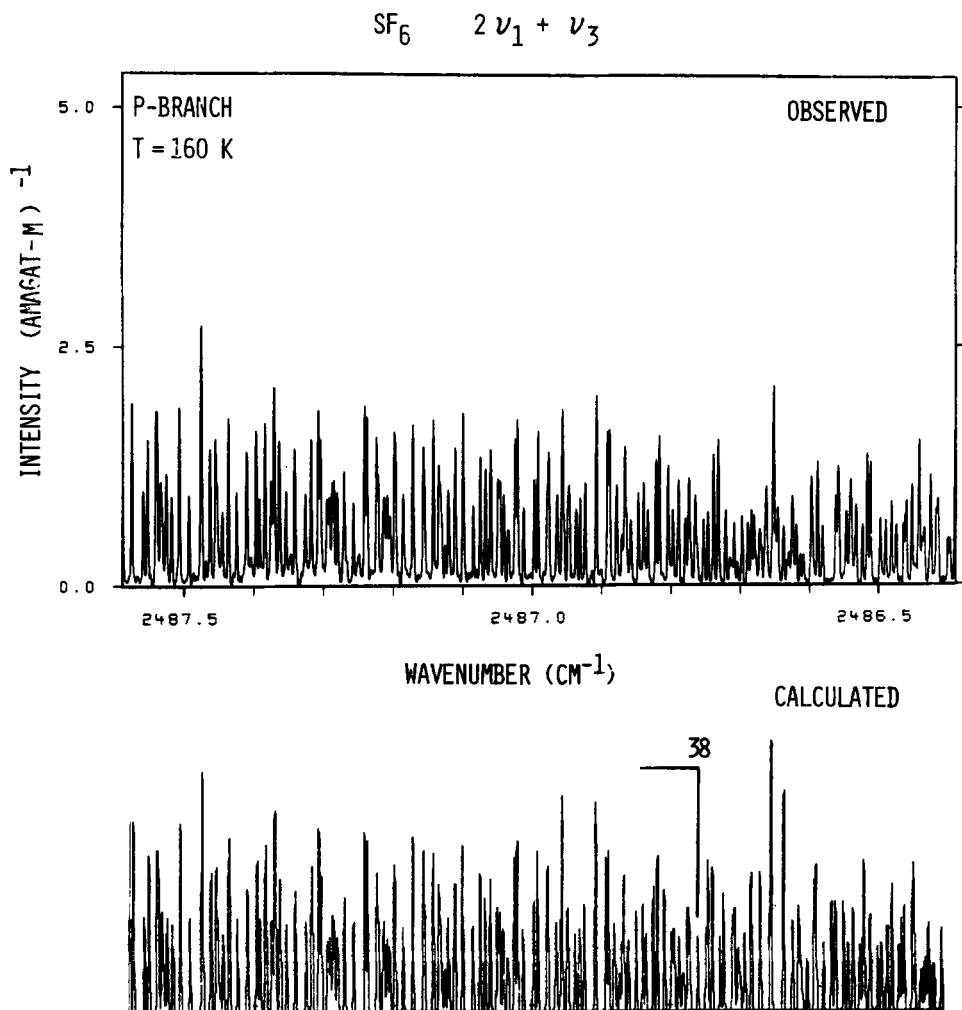 SF6 2ν1 + ν3
P-BRANCH
OBSERVED
T = 160 K
INTENSITY (AMAGAT-M)-1
5.0
2.5
0.0
2487.5 2487.0 2486.5
WAVENUMBER (CM-1)
CALCULATED
38